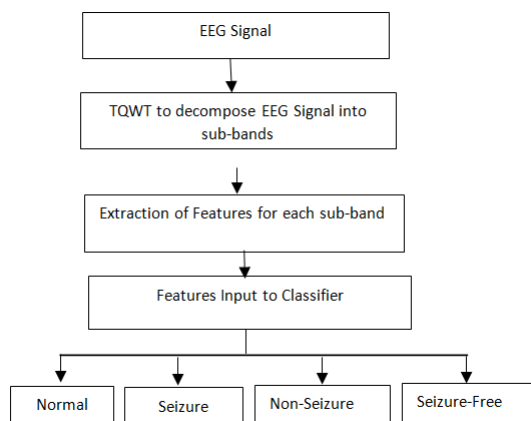 EEG Signal
TQWT to decompose EEG Signal into
sub-bands
Extraction of Features for each sub-band
Features Input to Classifier
Normal
Seizure
Non-Seizure
Seizure-Free